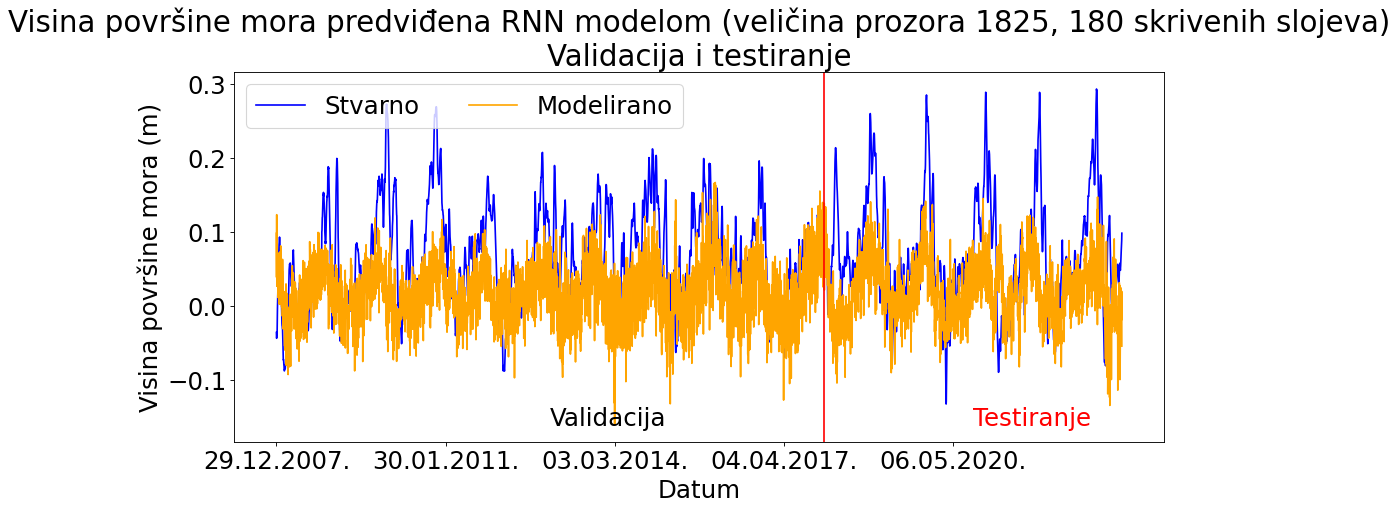 Visina površine mora predviđena RNN modelom (veličina prozora 1825, 180 skrivenih slojeva)
Validacija i testiranje
Stvarno
Modelirano
Visina površine mora (m)
0.3
0.2
0.1
0.0
−0.1
Validacija
Testiranje
29.12.2007.
30.01.2011.
03.03.2014.
04.04.2017.
06.05.2020.
Datum